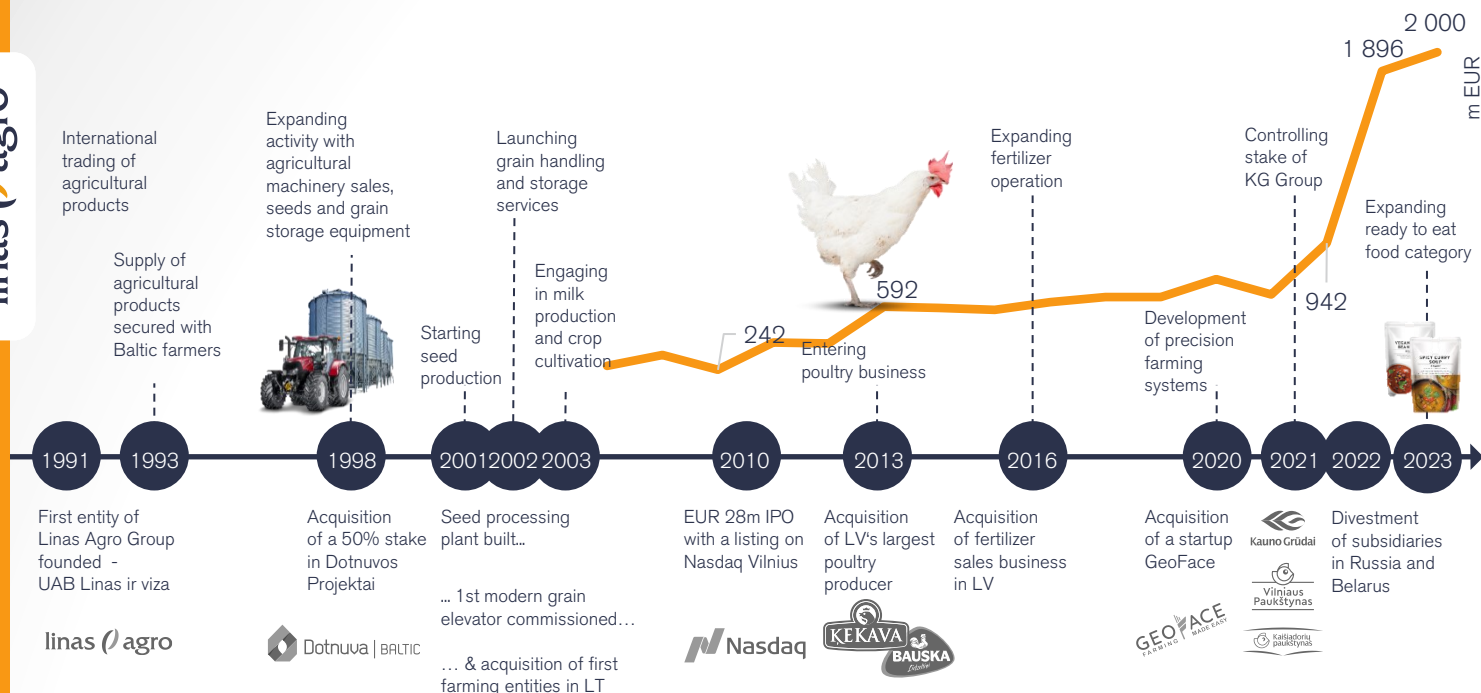 linas agro
2 000
1 896
m EUR
International
trading of
agricultural
products
Supply of
agricultural
products
secured with
Baltic farmers
Expanding
activity with
agricultural
machinery sales,
seeds and grain
storage equipment
Starting
seed
production
Launching
grain handling
and storage
services
Engaging
in milk
production
and crop
cultivation
242
592
Entering
poultry business
Expanding
fertilizer
operation
Development
of precision
farming
systems
Controlling
stake of
KG Group
942
Expanding
ready to eat
food category
1991
1993
1998
2001
2002
2003
2010
2013
2016
2020
2021
2022
2023
First entity of
Linas Agro Group
founded -
UAB Linas ir viza
linas agro
Acquisition
of a 50% stake
in Dotnuvos
Projektai
Dotnuva | BALTIC
Seed processing
plant built...
... 1st modern grain
elevator commissioned...
... & acquisition of first
farming entities in LT
EUR 28m IPO
with a listing on
Nasdaq Vilnius
Nasdaq
Acquisition
of LV's largest
poultry
producer
ĶEKAVA
BAUSKA
Acquisition
of fertilizer
sales business
in LV
Acquisition
of a startup
GeoFace
GEOFACE
FARMING MADE EASY
Kauno Grūdai
Vilniaus
Paukštynas
Kaišiadorių
paukštynas
Divestment
of subsidiaries
in Russia and
Belarus